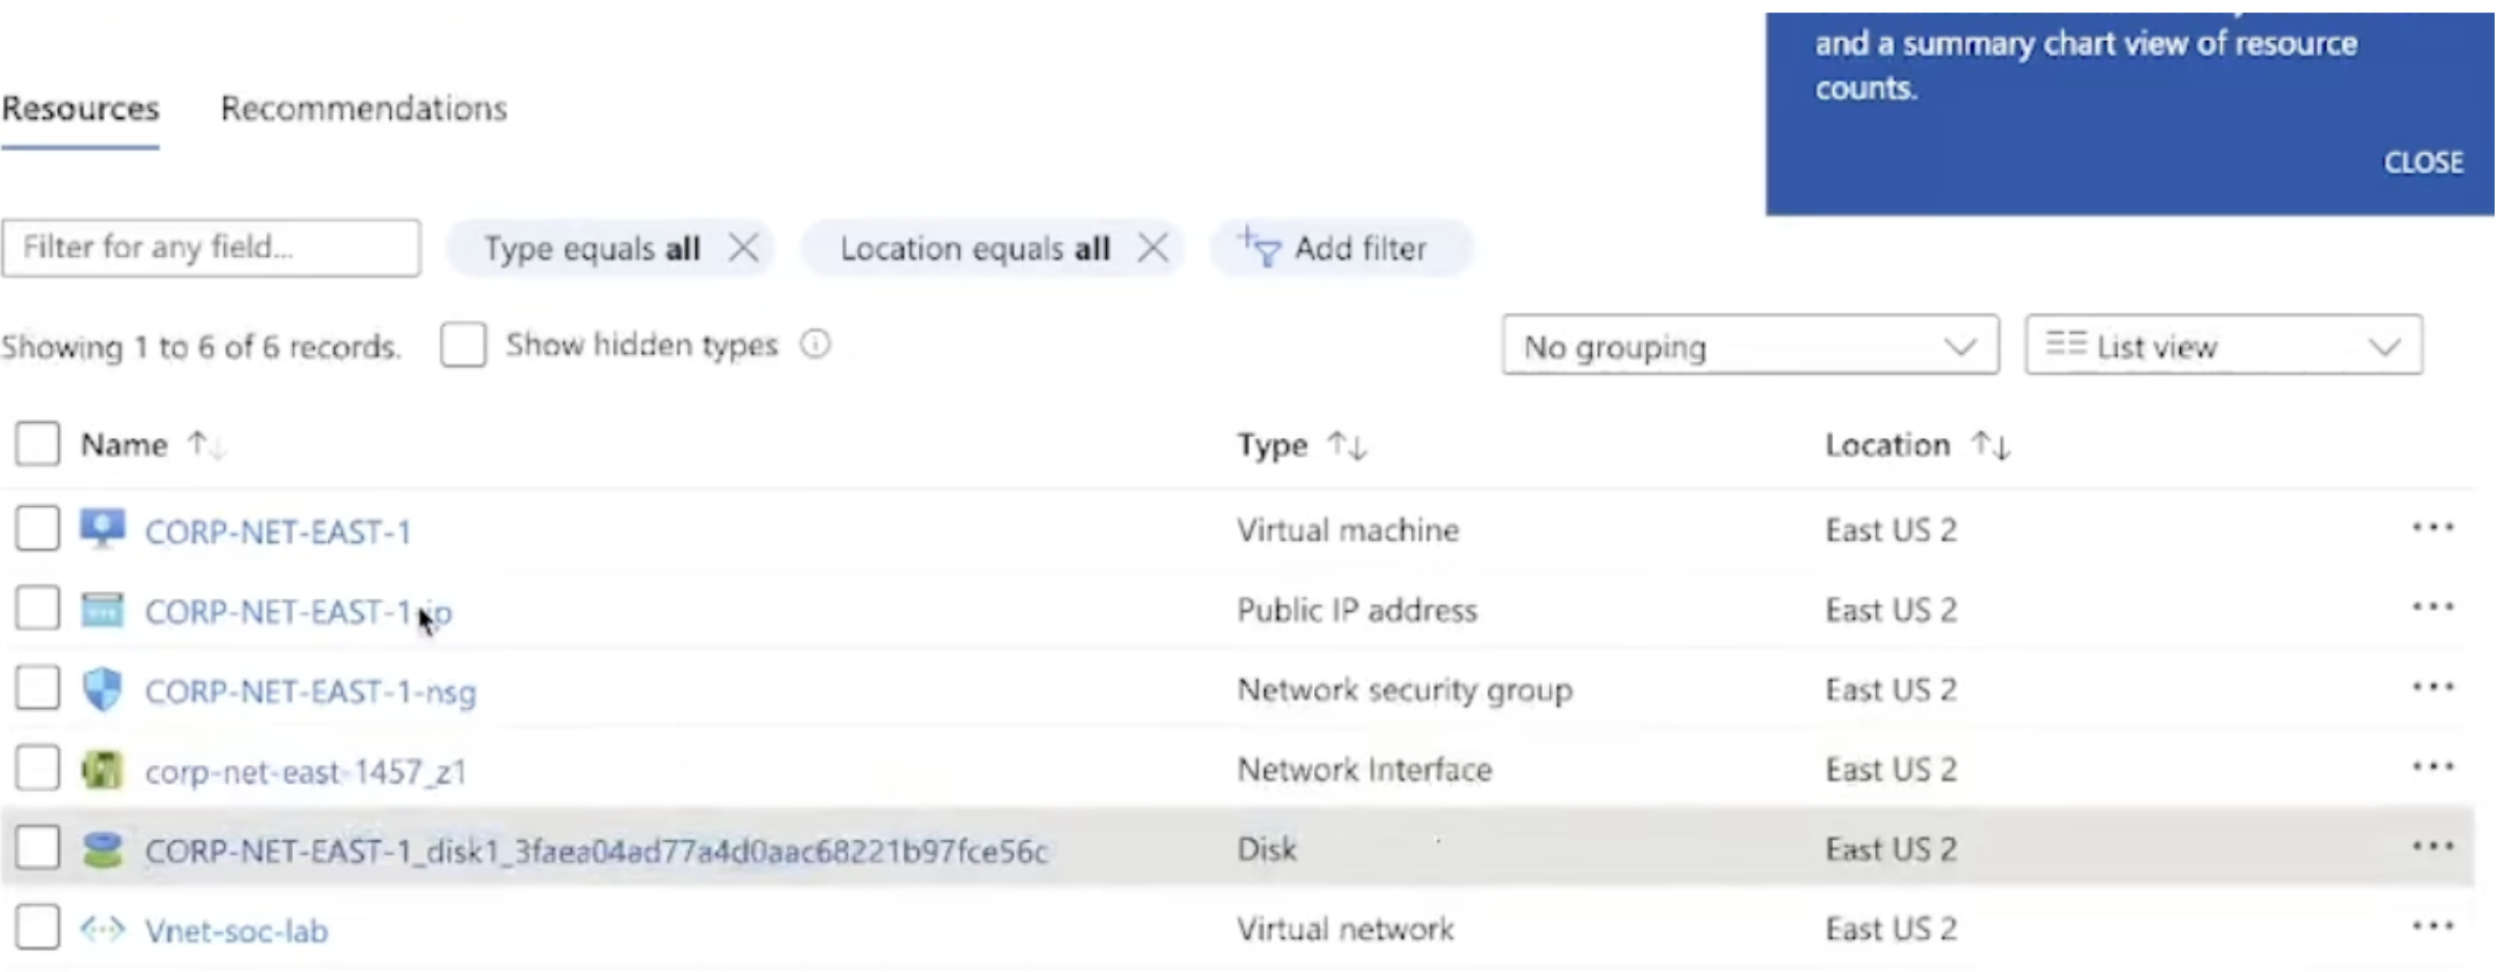 and a summary chart view of resource
counts.
CLOSE
Resources Recommendations
Filter for any field... Type equals all Location equals all Add filter
Showing 1 to 6 of 6 records. Show hidden types No grouping List view
Name Type Location
CORP-NET-EAST-1 Virtual machine East US 2
CORP-NET-EAST-1-ip Public IP address East US 2
CORP-NET-EAST-1-nsg Network security group East US 2
corp-net-east-1457_z1 Network Interface East US 2
CORP-NET-EAST-1_disk1_3faea04ad77a4d0aac68221b97fce56c Disk East US 2
Vnet-soc-lab Virtual network East US 2